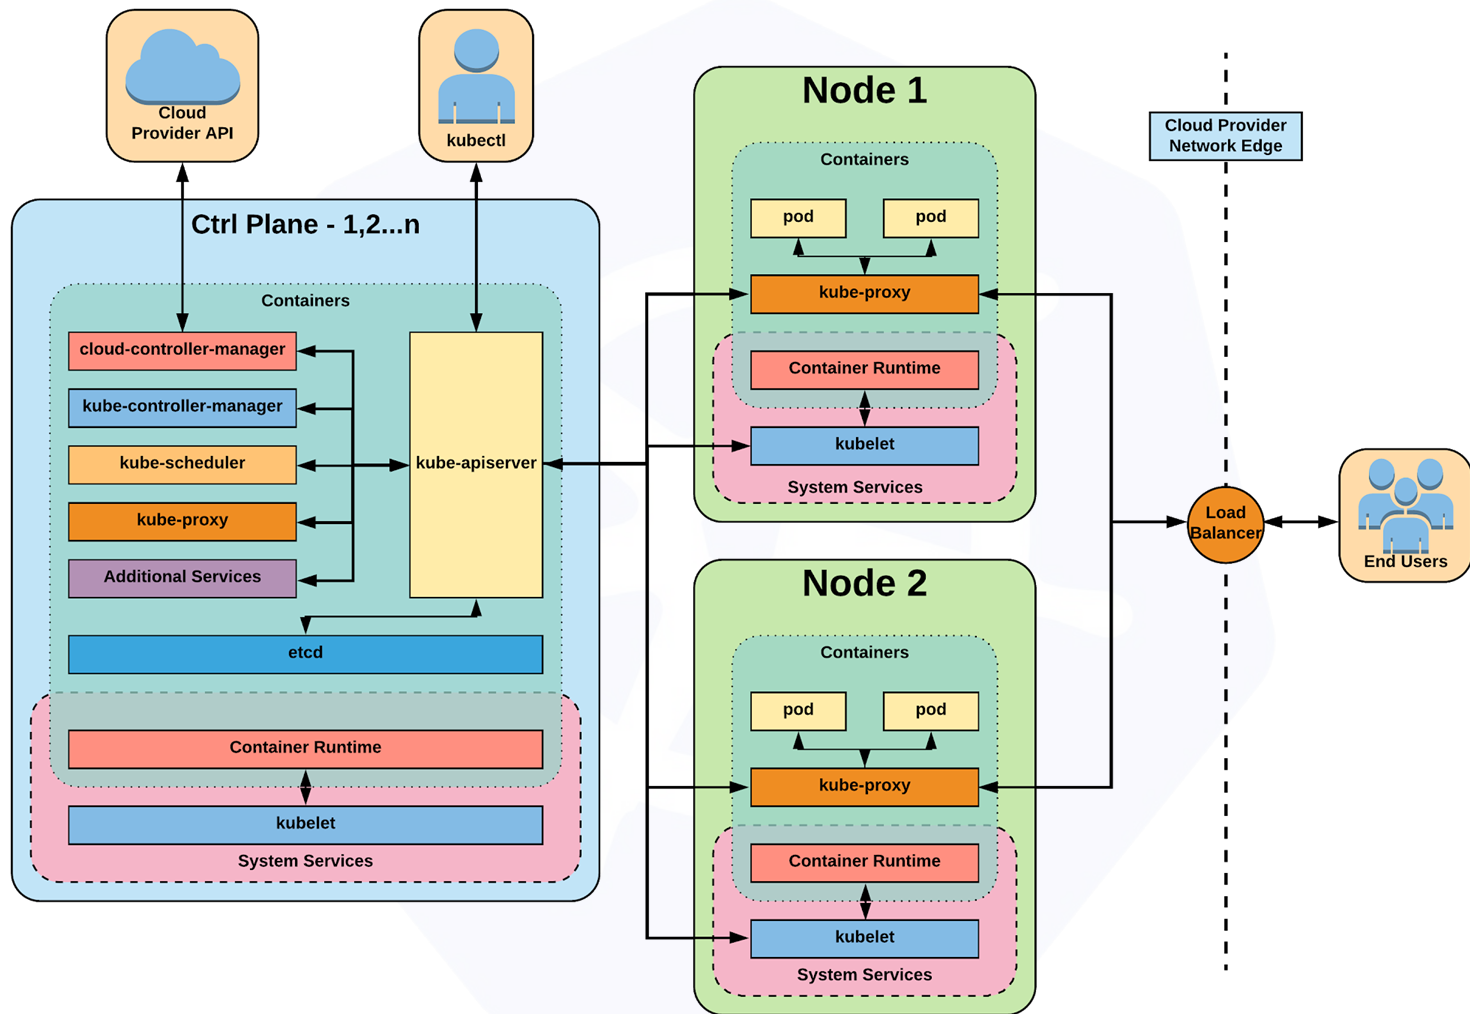 Cloud
Provider API
kubectl
Ctrl Plane - 1,2...n
Containers
cloud-controller-manager
kube-controller-manager
kube-scheduler
kube-proxy
Additional Services
kube-apiserver
etcd
Container Runtime
kubelet
System Services
Node 1
Containers
pod
pod
kube-proxy
Container Runtime
kubelet
System Services
Node 2
Containers
pod
pod
kube-proxy
Container Runtime
kubelet
System Services
Cloud Provider
Network Edge
Load
Balancer
End Users